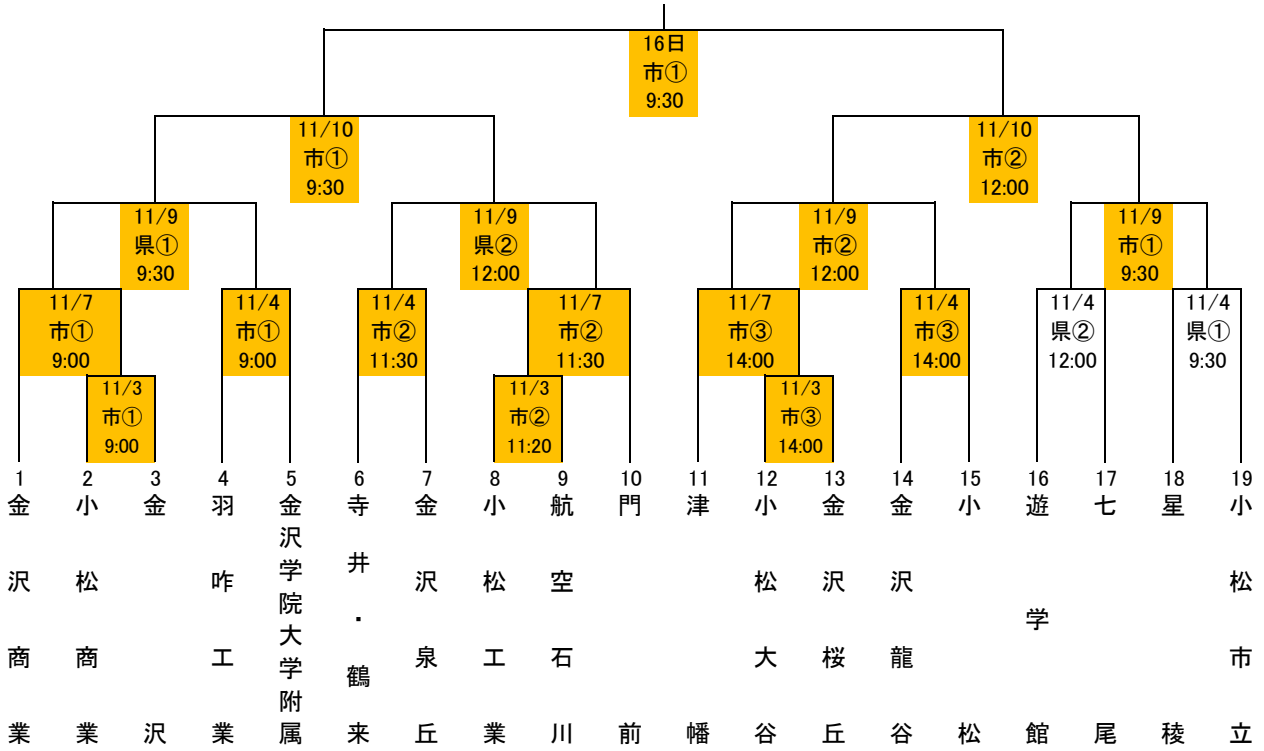 16日
市①
9:30
11/10
市①
9:30
11/10
市②
12:00
11/9
県①
9:30
11/9
県②
12:00
11/9
市②
12:00
11/9
市①
9:30
11/7
市①
9:00
11/4
市①
9:00
11/4
市②
11:30
11/7
市②
11:30
11/7
市③
14:00
11/4
市③
14:00
11/4
県②
12:00
11/4
県①
9:30
11/3
市①
9:00
11/3
市②
11:20
11/3
市③
14:00
1
金沢商業
2
小松商業
3
金沢
4
羽咋工業
5
金沢学院大学附属
6
寺井・鶴来
7
金沢泉丘
8
小松工業
9
航空石川
10
門前
11
津幡
12
小松大谷
13
金沢桜丘
14
金沢龍谷
15
小松
16
遊学館
17
七尾
18
星稜
19
小松市立